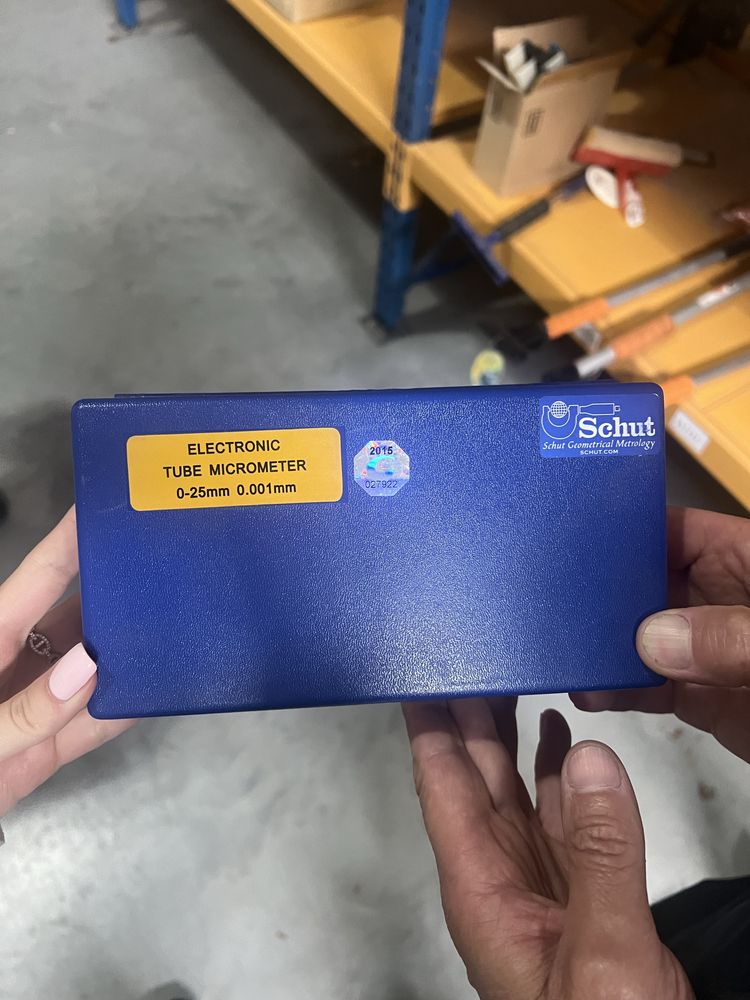 ELECTRONIC
TUBE MICROMETER
0-25mm 0.001mm
2015
027922
Schut
Schut Geometrical Metrology
SCHUT.COM